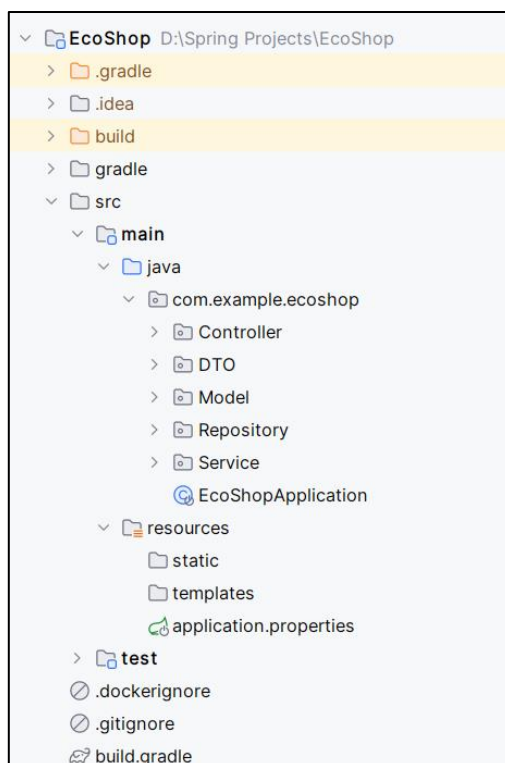 EcoShop D:\Spring Projects\EcoShop
.gradle
.idea
build
gradle
src
main
java
com.example.ecoshop
Controller
DTO
Model
Repository
Service
EcoShopApplication
resources
static
templates
application.properties
test
.dockerignore
.gitignore
build.gradle